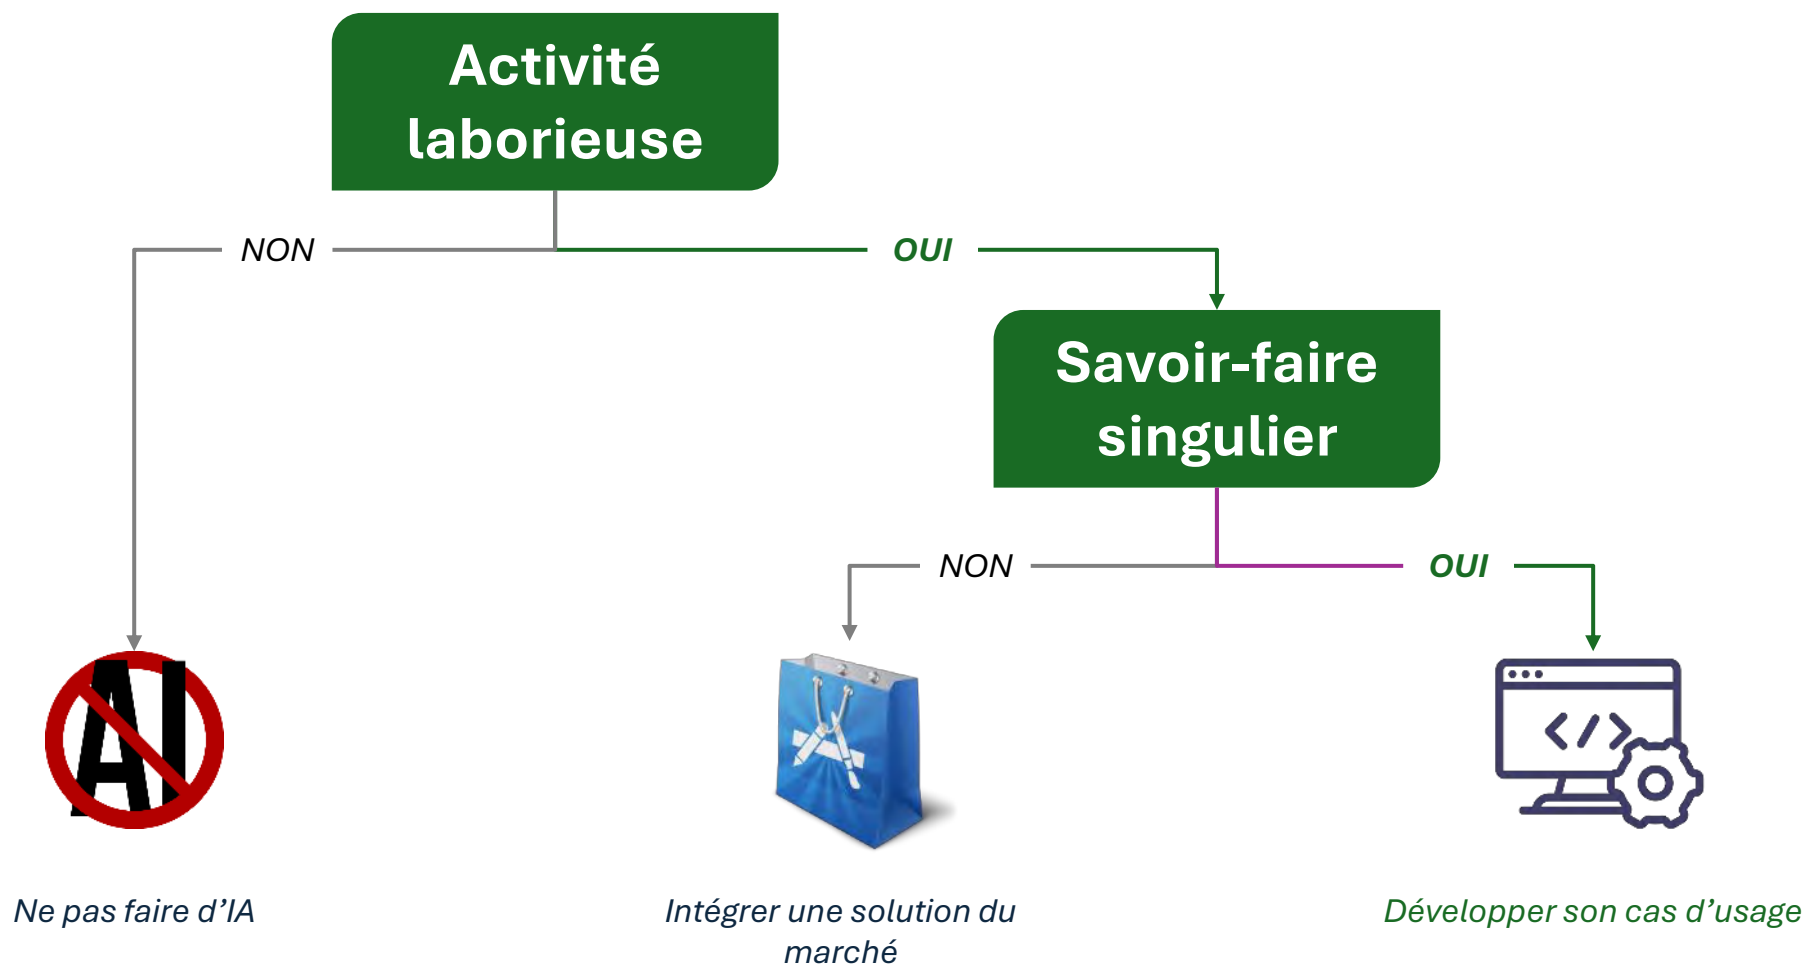 Activité
laborieuse
NON
OUI
Savoir-faire
singulier
NON
OUI
AI
</>
Ne pas faire d’IA
Intégrer une solution du
marché
Développer son cas d’usage